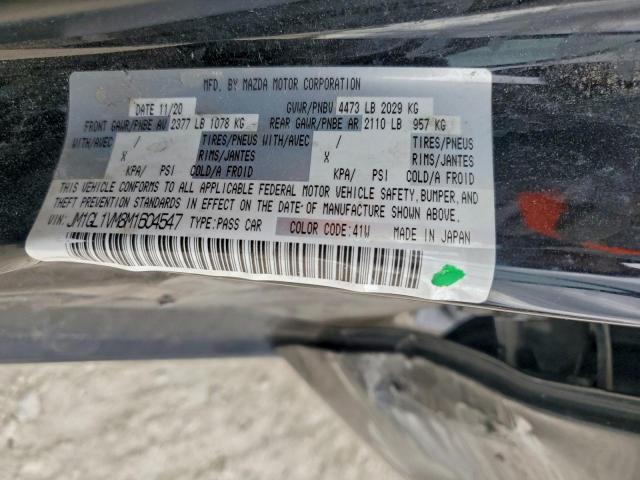 MFD. BY MAZDA MOTOR CORPORATION
DATE 11/20 GVWR/PNBV 4473 LB 2029 KG
FRONT GAWR/PNBE AV 2377 LB 1078 KG REAR GAWR/PNBE AR 2110 LB 957 KG
WITH/AVEC / TIRES/PNEUS WITH/AVEC / TIRES/PNEUS
X RIMS/JANTES X RIMS/JANTES
KPA/ PSI COLD/A FROID KPA/ PSI COLD/A FROID
THIS VEHICLE CONFORMS TO ALL APPLICABLE FEDERAL MOTOR VEHICLE SAFETY, BUMPER, AND
THEFT PREVENTION STANDARDS IN EFFECT ON THE DATE OF MANUFACTURE SHOWN ABOVE.
VIN: JM1GL1VM8M1604547 TYPE:PASS CAR COLOR CODE:41W MADE IN JAPAN